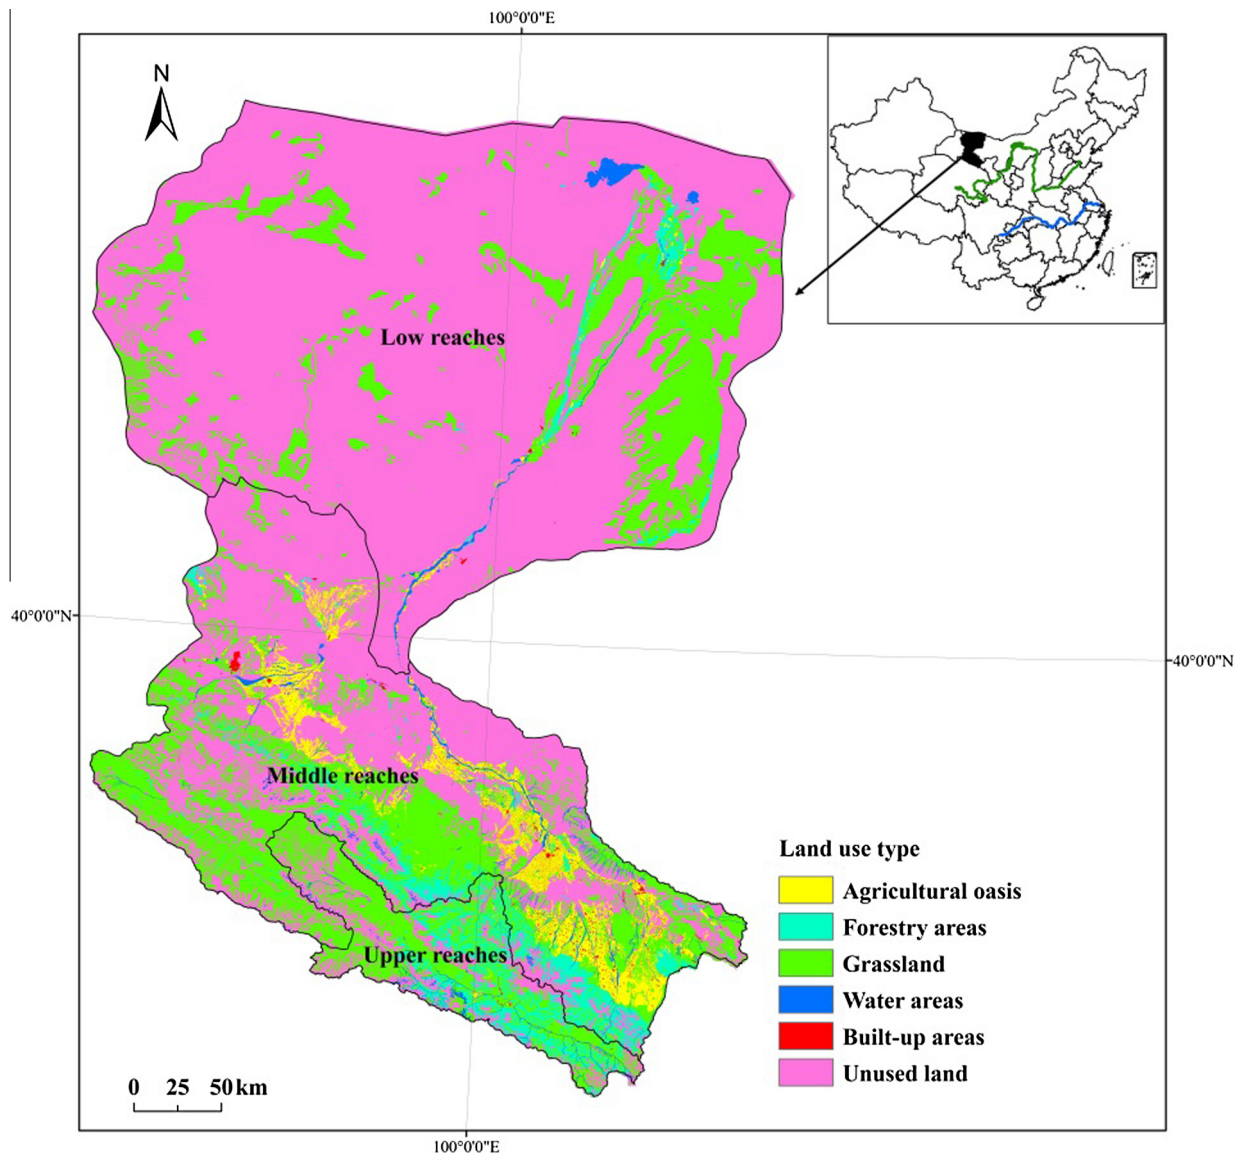 100°0'0"E
N
Low reaches
40°0'0"N
40°0'0"N
Middle reaches
Upper reaches
Land use type
Agricultural oasis
Forestry areas
Grassland
Water areas
Built-up areas
Unused land
0 25 50 km
100°0'0"E